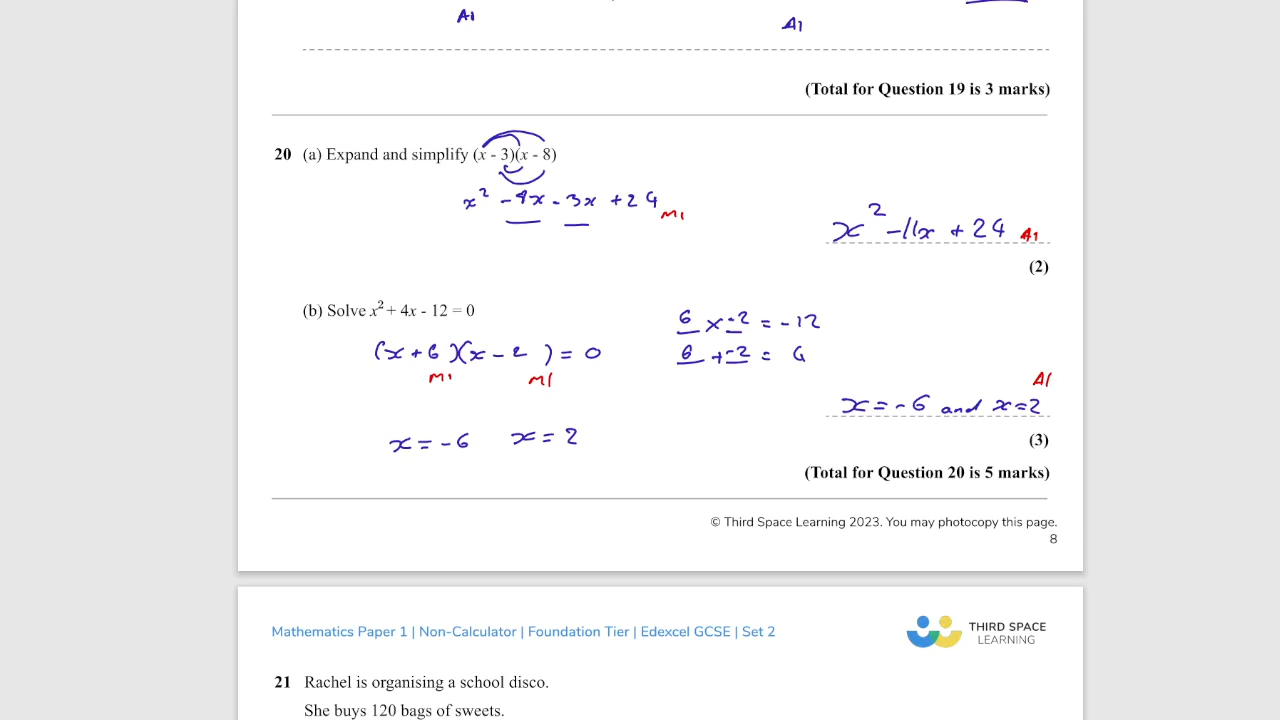 A1
A1
(Total for Question 19 is 3 marks)
20 (a) Expand and simplify (x - 3)(x - 8)
x² -8x -3x +24 M1
x² -11x + 24 A1
(2)
(b) Solve x² + 4x - 12 = 0
6 x -2 = -12
(x+6)(x-2) = 0
6 + -2 = 4
M1 M1
A1
x = -6 and x=2
x = -6 x = 2
(3)
(Total for Question 20 is 5 marks)
© Third Space Learning 2023. You may photocopy this page.
8
Mathematics Paper 1 | Non-Calculator | Foundation Tier | Edexcel GCSE | Set 2
THIRD SPACE
LEARNING
21 Rachel is organising a school disco.
She buys 120 bags of sweets.